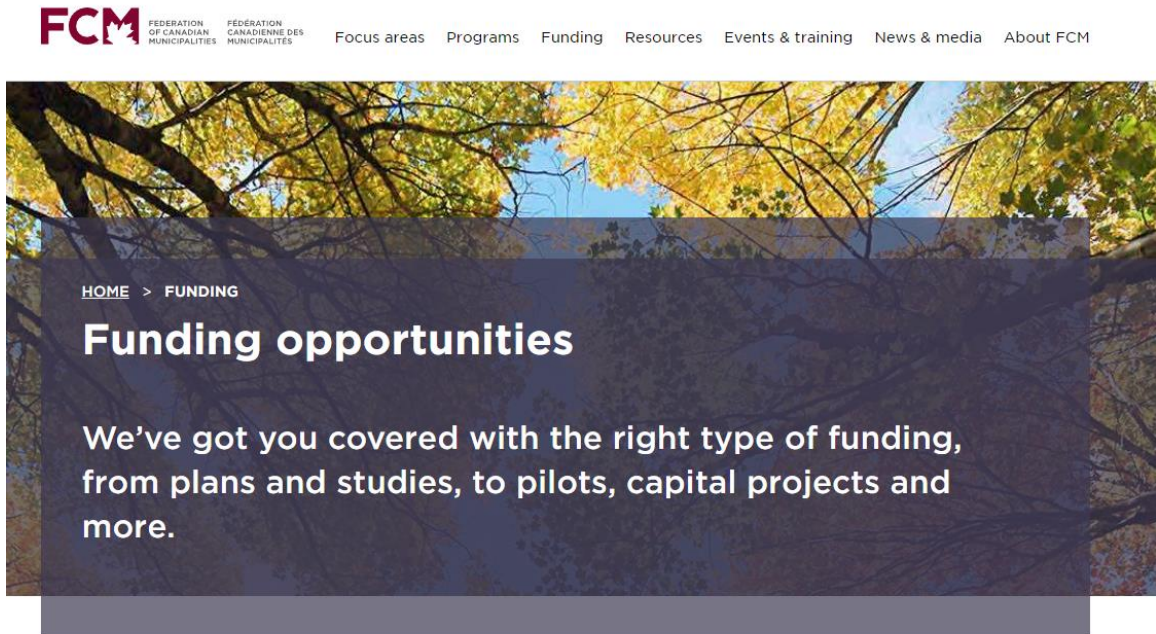 FCM
FEDERATION
OF CANADIAN
MUNICIPALITIES
FÉDÉRATION
CANADIENNE DES
MUNICIPALITÉS
Focus areas Programs Funding Resources Events & training News & media About FCM
HOME > FUNDING
Funding opportunities
We’ve got you covered with the right type of funding,
from plans and studies, to pilots, capital projects and
more.